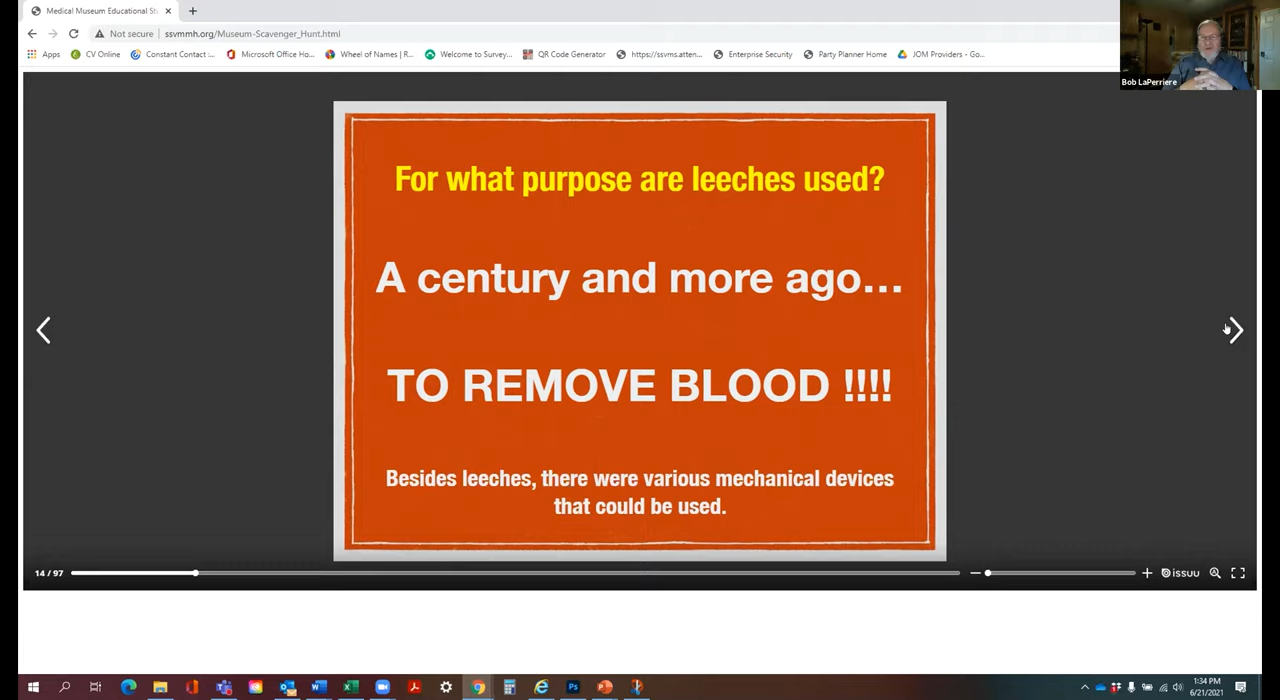 Medical Museum Educational St
Not secure | ssvmmh.org/Museum-Scavenger_Hunt.html
Apps CV Online Constant Contact :... Microsoft Office Ho... Wheel of Names | R... Welcome to Survey... QR Code Generator https://ssvms.atten... Enterprise Security Party Planner Home JOM Providers - Go...
Bob LaPerriere
For what purpose are leeches used?
A century and more ago...
TO REMOVE BLOOD !!!!
Besides leeches, there were various mechanical devices
that could be used.
14 / 97
issuu
1:34 PM
6/21/2021